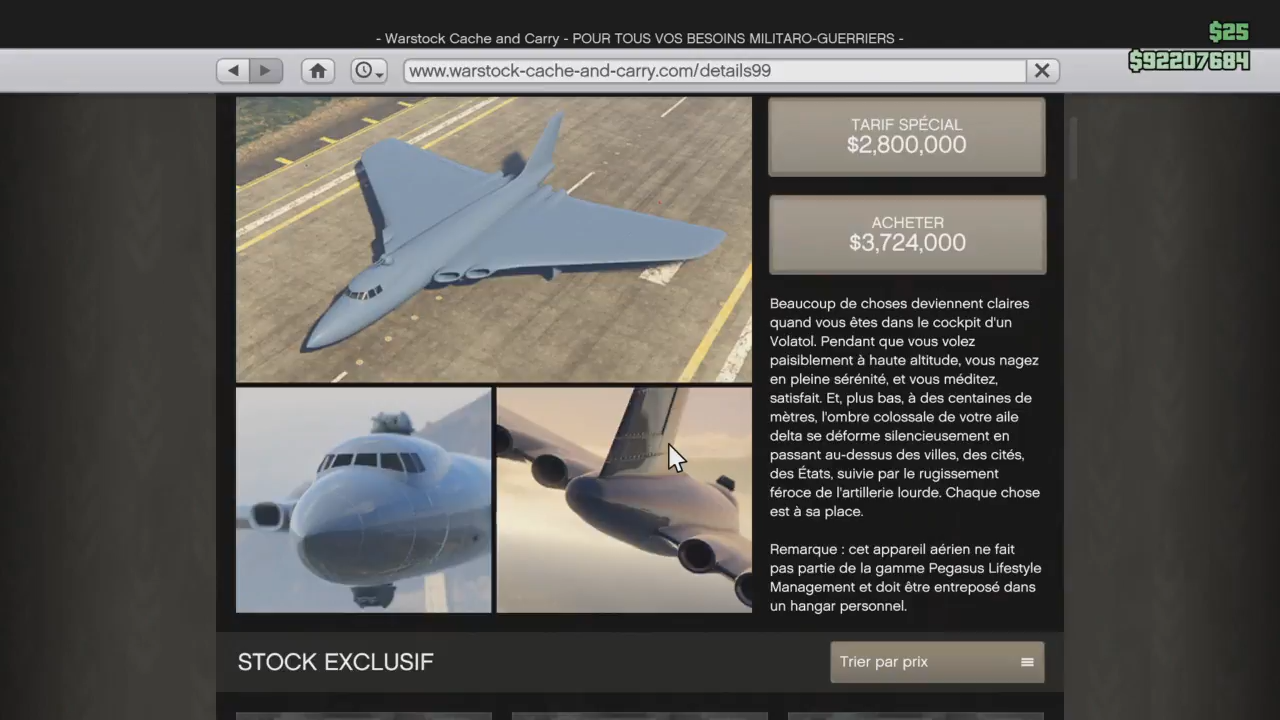 - Warstock Cache and Carry - POUR TOUS VOS BESOINS MILITARO-GUERRIERS -
$25
$92207684
www.warstock-cache-and-carry.com/details99
TARIF SPÉCIAL
$2,800,000
ACHETER
$3,724,000
Beaucoup de choses deviennent claires
quand vous êtes dans le cockpit d'un
Volatol. Pendant que vous volez
paisiblement à haute altitude, vous nagez
en pleine sérénité, et vous méditez,
satisfait. Et, plus bas, à des centaines de
mètres, l'ombre colossale de votre aile
delta se déforme silencieusement en
passant au-dessus des villes, des cités,
des États, suivie par le rugissement
féroce de l'artillerie lourde. Chaque chose
est à sa place.
Remarque : cet appareil aérien ne fait
pas partie de la gamme Pegasus Lifestyle
Management et doit être entreposé dans
un hangar personnel.
STOCK EXCLUSIF
Trier par prix